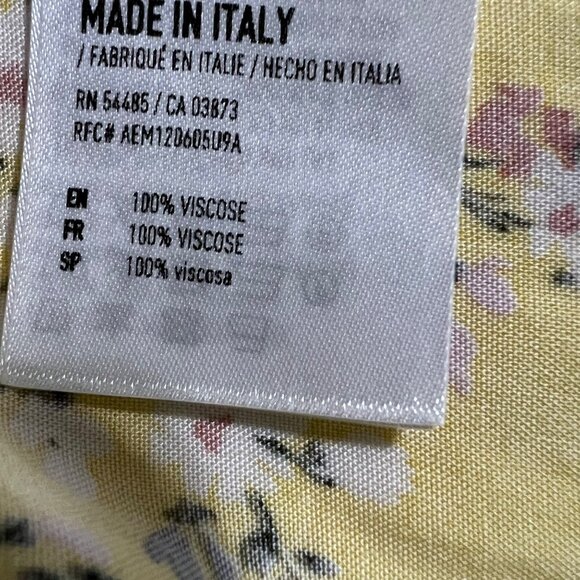 MADE IN ITALY
/ FABRIQUÉ EN ITALIE / HECHO EN ITALIA
RN 54485 / CA 03873
RFC# AEM120605U9A
EN 100% VISCOSE
FR 100% VISCOSE
SP 100% viscosa